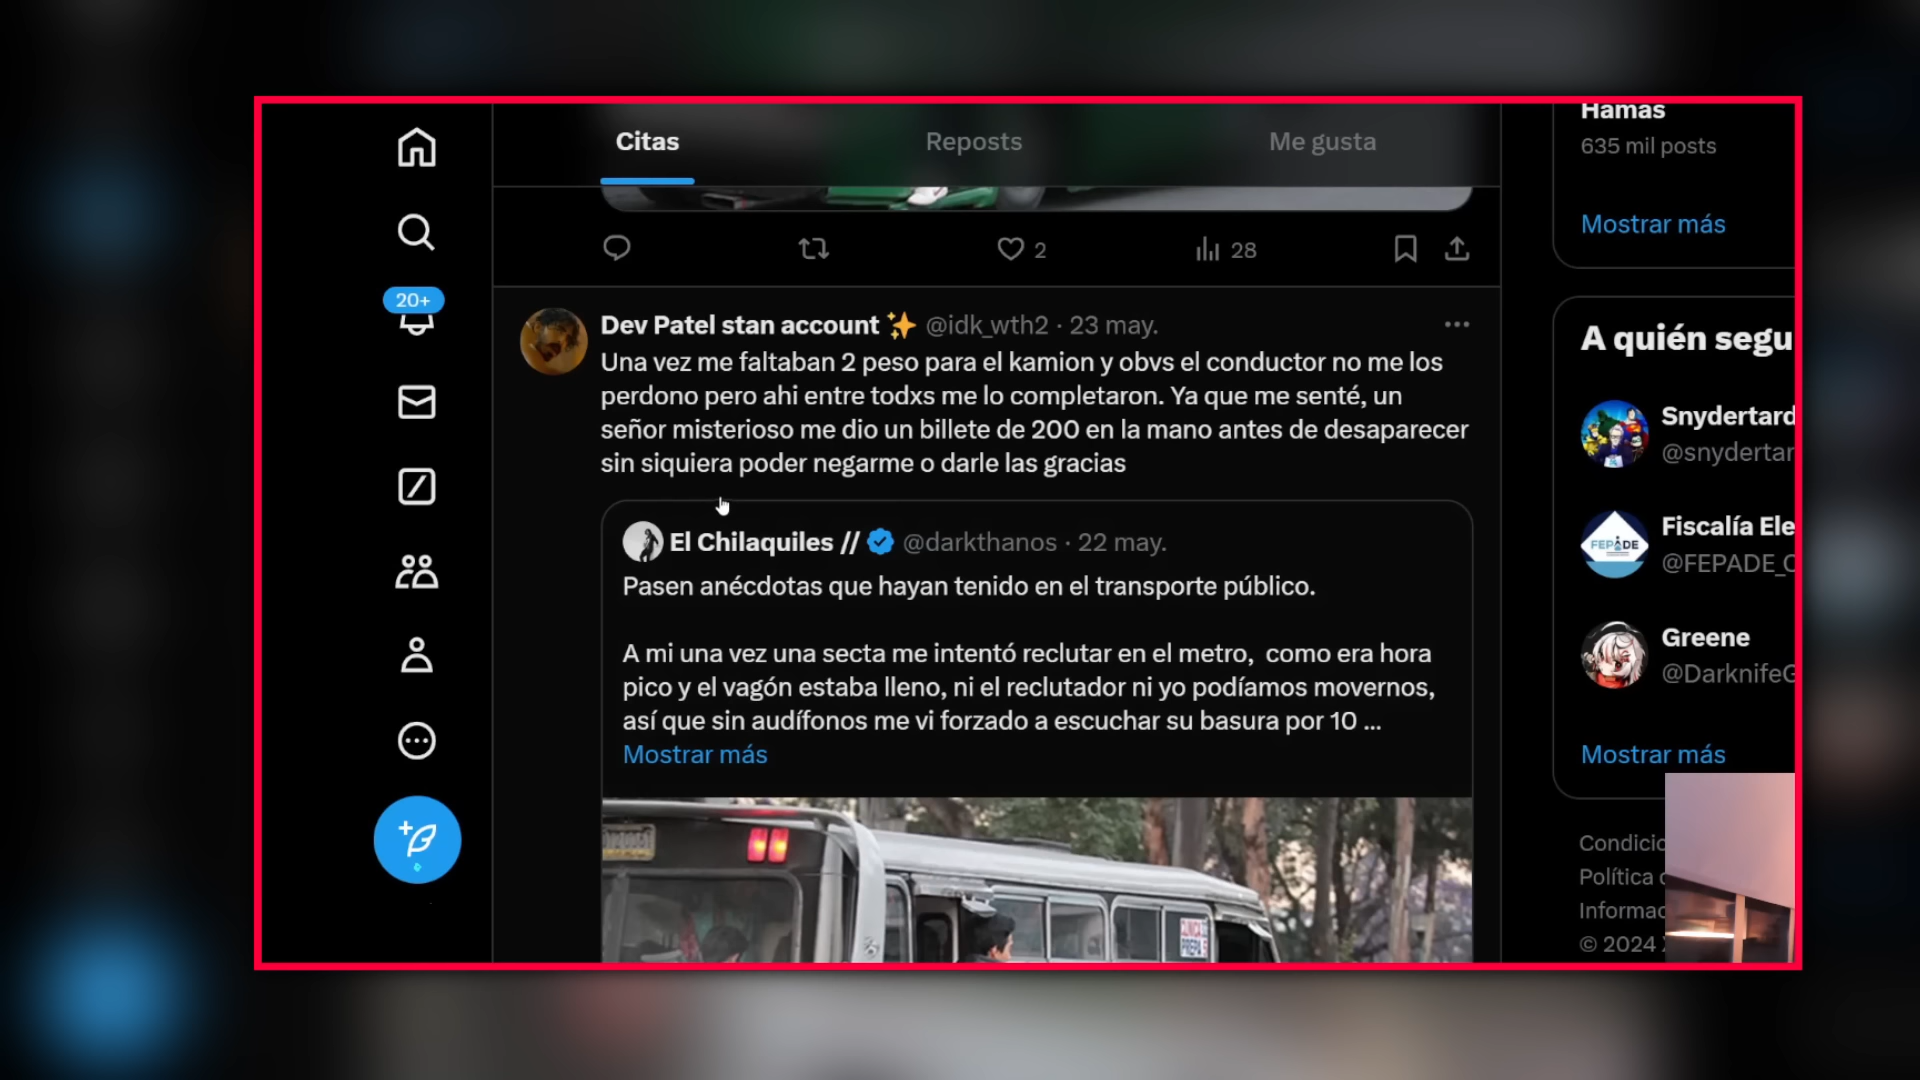 Citas
Reposts
Me gusta
2
28
20+
Dev Patel stan account ✨ @idk_wth2 · 23 may.
Una vez me faltaban 2 peso para el kamion y obvs el conductor no me los
perdono pero ahi entre todxs me lo completaron. Ya que me senté, un
señor misterioso me dio un billete de 200 en la mano antes de desaparecer
sin siquiera poder negarme o darle las gracias
El Chilaquiles // @darkthanos · 22 may.
Pasen anécdotas que hayan tenido en el transporte público.
A mi una vez una secta me intentó reclutar en el metro, como era hora
pico y el vagón estaba lleno, ni el reclutador ni yo podíamos movernos,
así que sin audífonos me vi forzado a escuchar su basura por 10 ...
Mostrar más
CLINICA
PREPA
Hamas
635 mil posts
Mostrar más
A quién segu
Snydertard
@snydertar
FEPADE
Fiscalía Ele
@FEPADE_
Greene
@DarknifeG
Mostrar más
Condicio
Política
Informac
© 2024